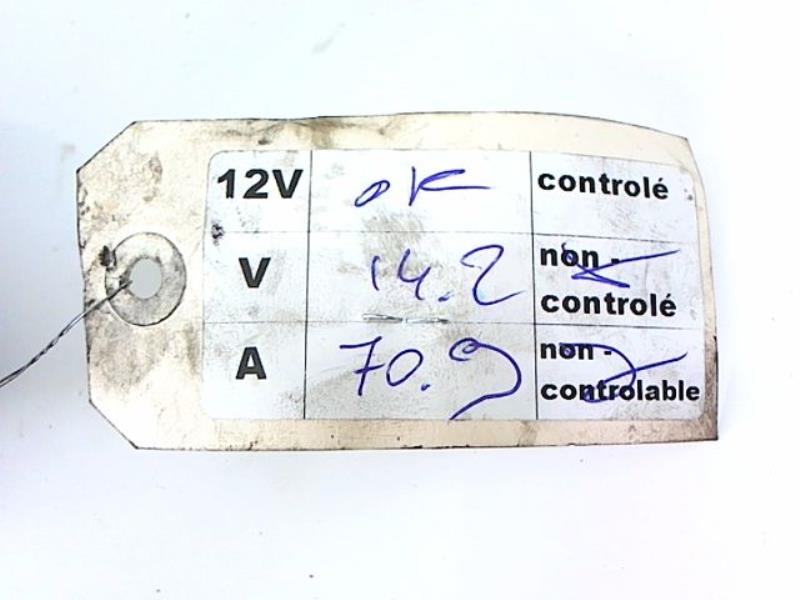 12V OK controlé
V 14.2 non -
controlé
A 70.9 non -
controlable